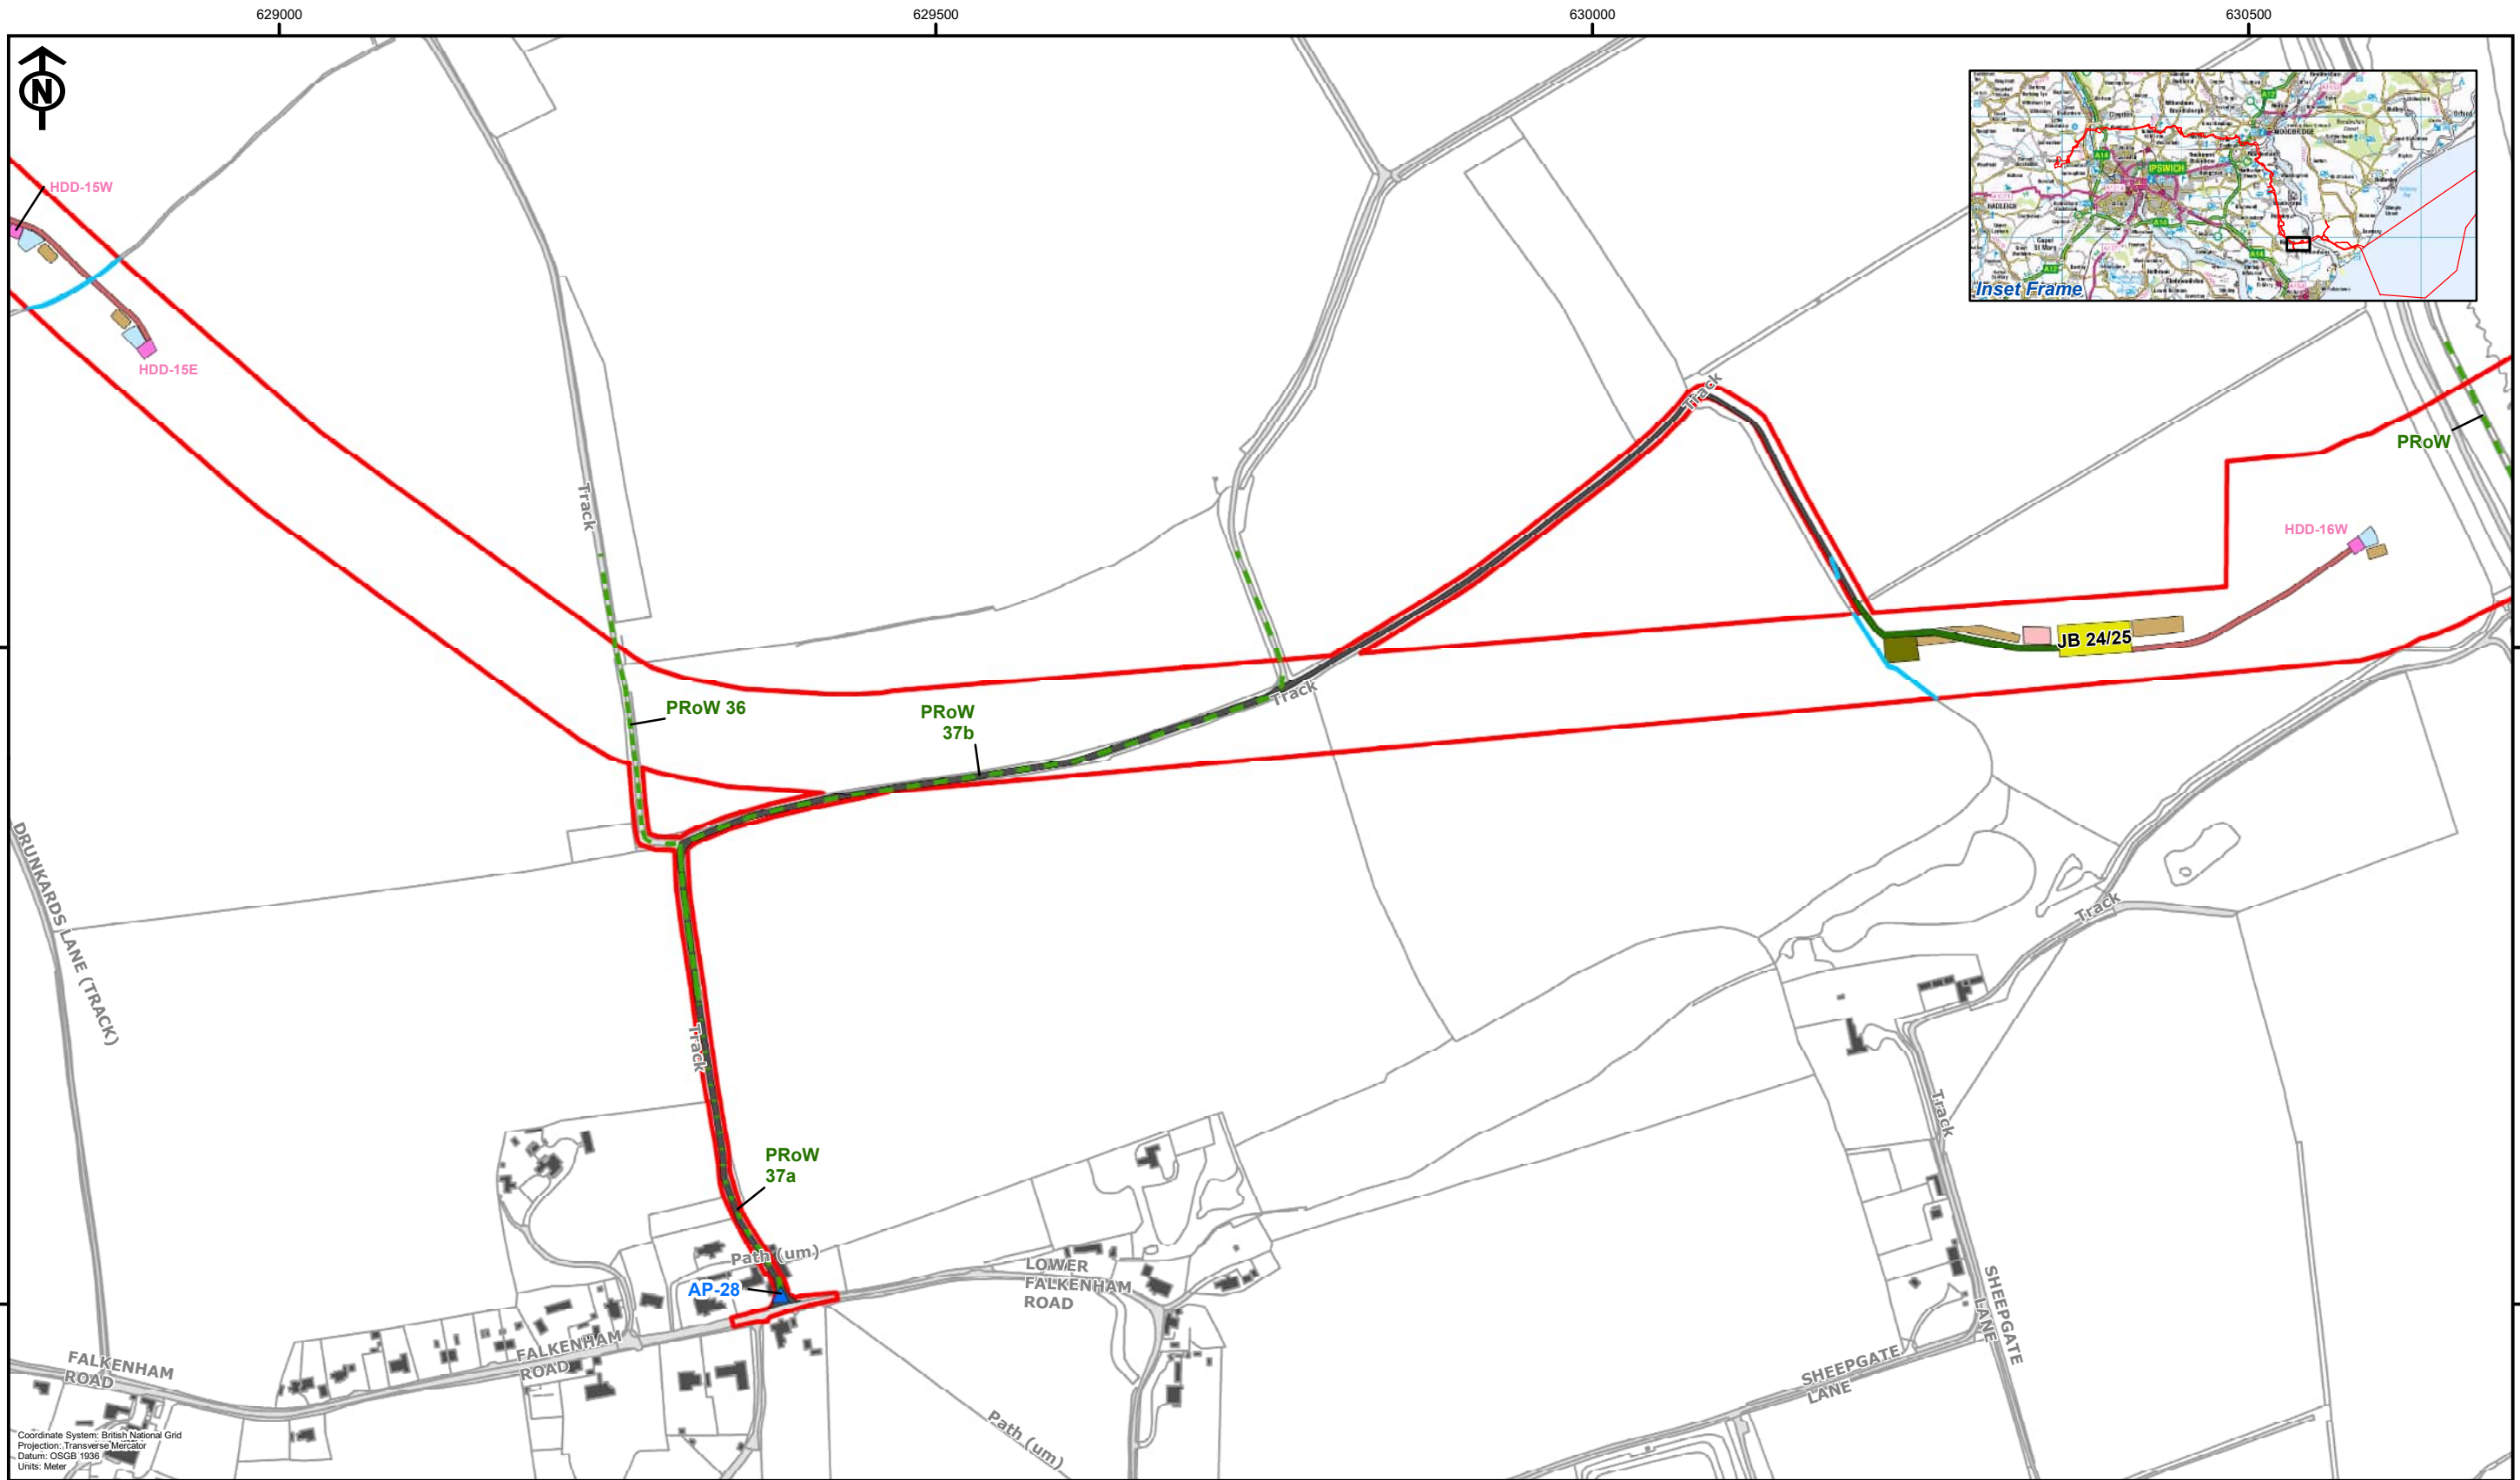 629000
629500
630000
630500
N
HDD-15W
HDD-15E
IPSWICH
WOODBRIDGE
HADLEIGH
Inset Frame
Track
Track
PRoW
HDD-16W
JB 24/25
PRoW 36
PRoW
37b
Track
DRUNKARDS LANE (TRACK)
Track
Track
Track
PRoW
37a
Path (um)
AP-28
LOWER
FALKENHAM
ROAD
SHEEPGATE
LANE
FALKENHAM
ROAD
FALKENHAM
ROAD
SHEEPGATE
LANE
Path (um)
Coordinate System: British National Grid
Projection: Transverse Mercator
Datum: OSGB 1936
Units: Meter